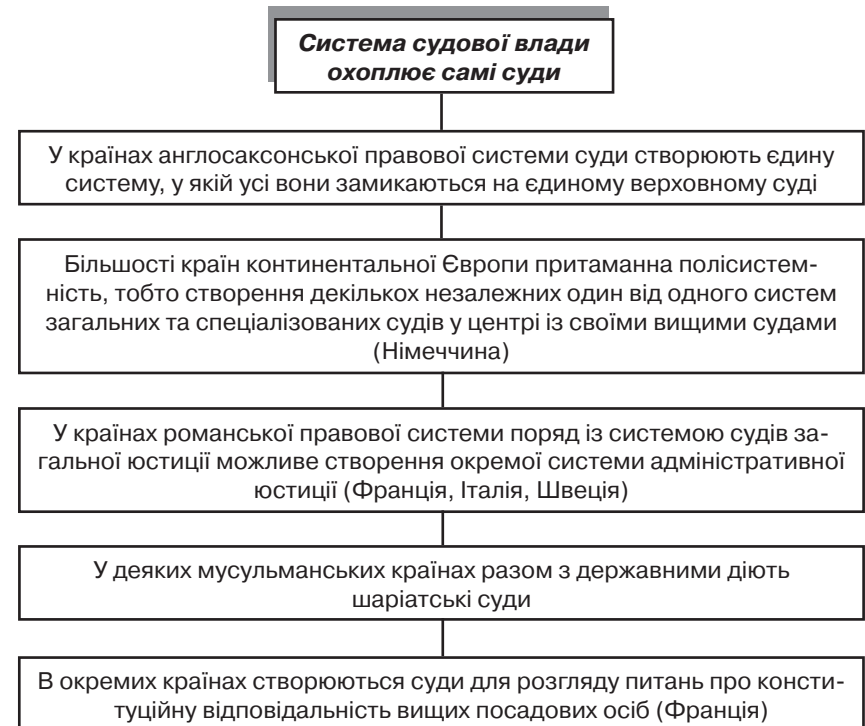 Система судової влади
охоплює самі суди
У країнах англосаксонської правової системи суди створюють єдину
систему, у якій усі вони замикаються на єдиному верховному суді
Більшості країн континентальної Європи притаманна полісистем-
ність, тобто створення декількох незалежних один від одного систем
загальних та спеціалізованих судів у центрі із своїми вищими судами
(Німеччина)
У країнах романської правової системи поряд із системою судів за-
гальної юстиції можливе створення окремої системи адміністративної
юстиції (Франція, Італія, Швеція)
У деяких мусульманських країнах разом з державними діють
шаріатські суди
В окремих країнах створюються суди для розгляду питань про консти-
туційну відповідальність вищих посадових осіб (Франція)